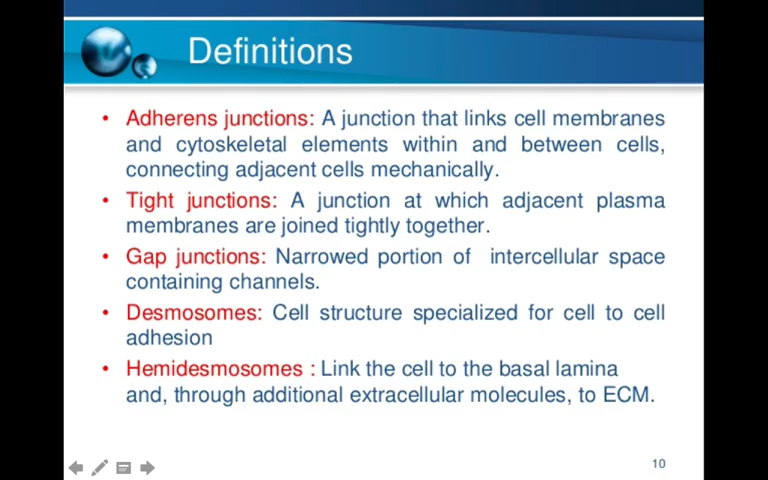 Definitions
• Adherens junctions: A junction that links cell membranes
and cytoskeletal elements within and between cells,
connecting adjacent cells mechanically.
• Tight junctions: A junction at which adjacent plasma
membranes are joined tightly together.
• Gap junctions: Narrowed portion of intercellular space
containing channels.
• Desmosomes: Cell structure specialized for cell to cell
adhesion
• Hemidesmosomes : Link the cell to the basal lamina
and, through additional extracellular molecules, to ECM.
10